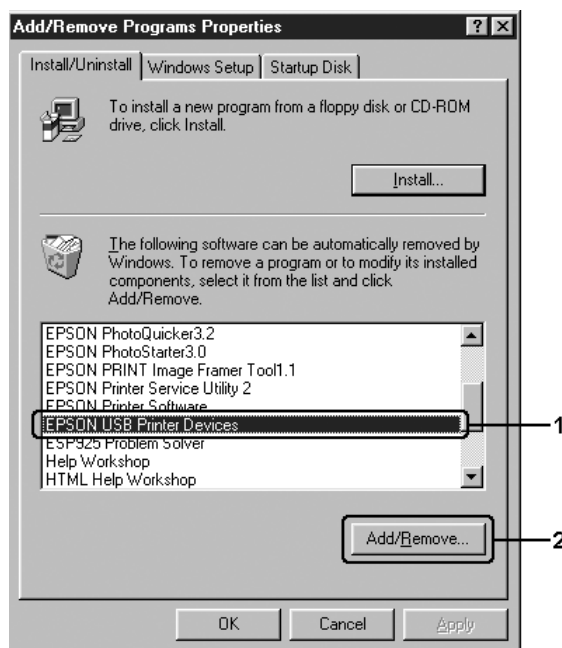 Add/Remove Programs Properties
Install/Uninstall Windows Setup Startup Disk
To install a new program from a floppy disk or CD-ROM
drive, click Install.
Install...
The following software can be automatically removed by
Windows. To remove a program or to modify its installed
components, select it from the list and click
Add/Remove.
EPSON PhotoQuicker3.2
EPSON PhotoStarter3.0
EPSON PRINT Image Framer Tool1.1
EPSON Printer Service Utility 2
EPSON Printer Software
EPSON USB Printer Devices
1
ESP925 Problem Solver
Help Workshop
HTML Help Workshop
Add/Remove...
2
OK Cancel Apply